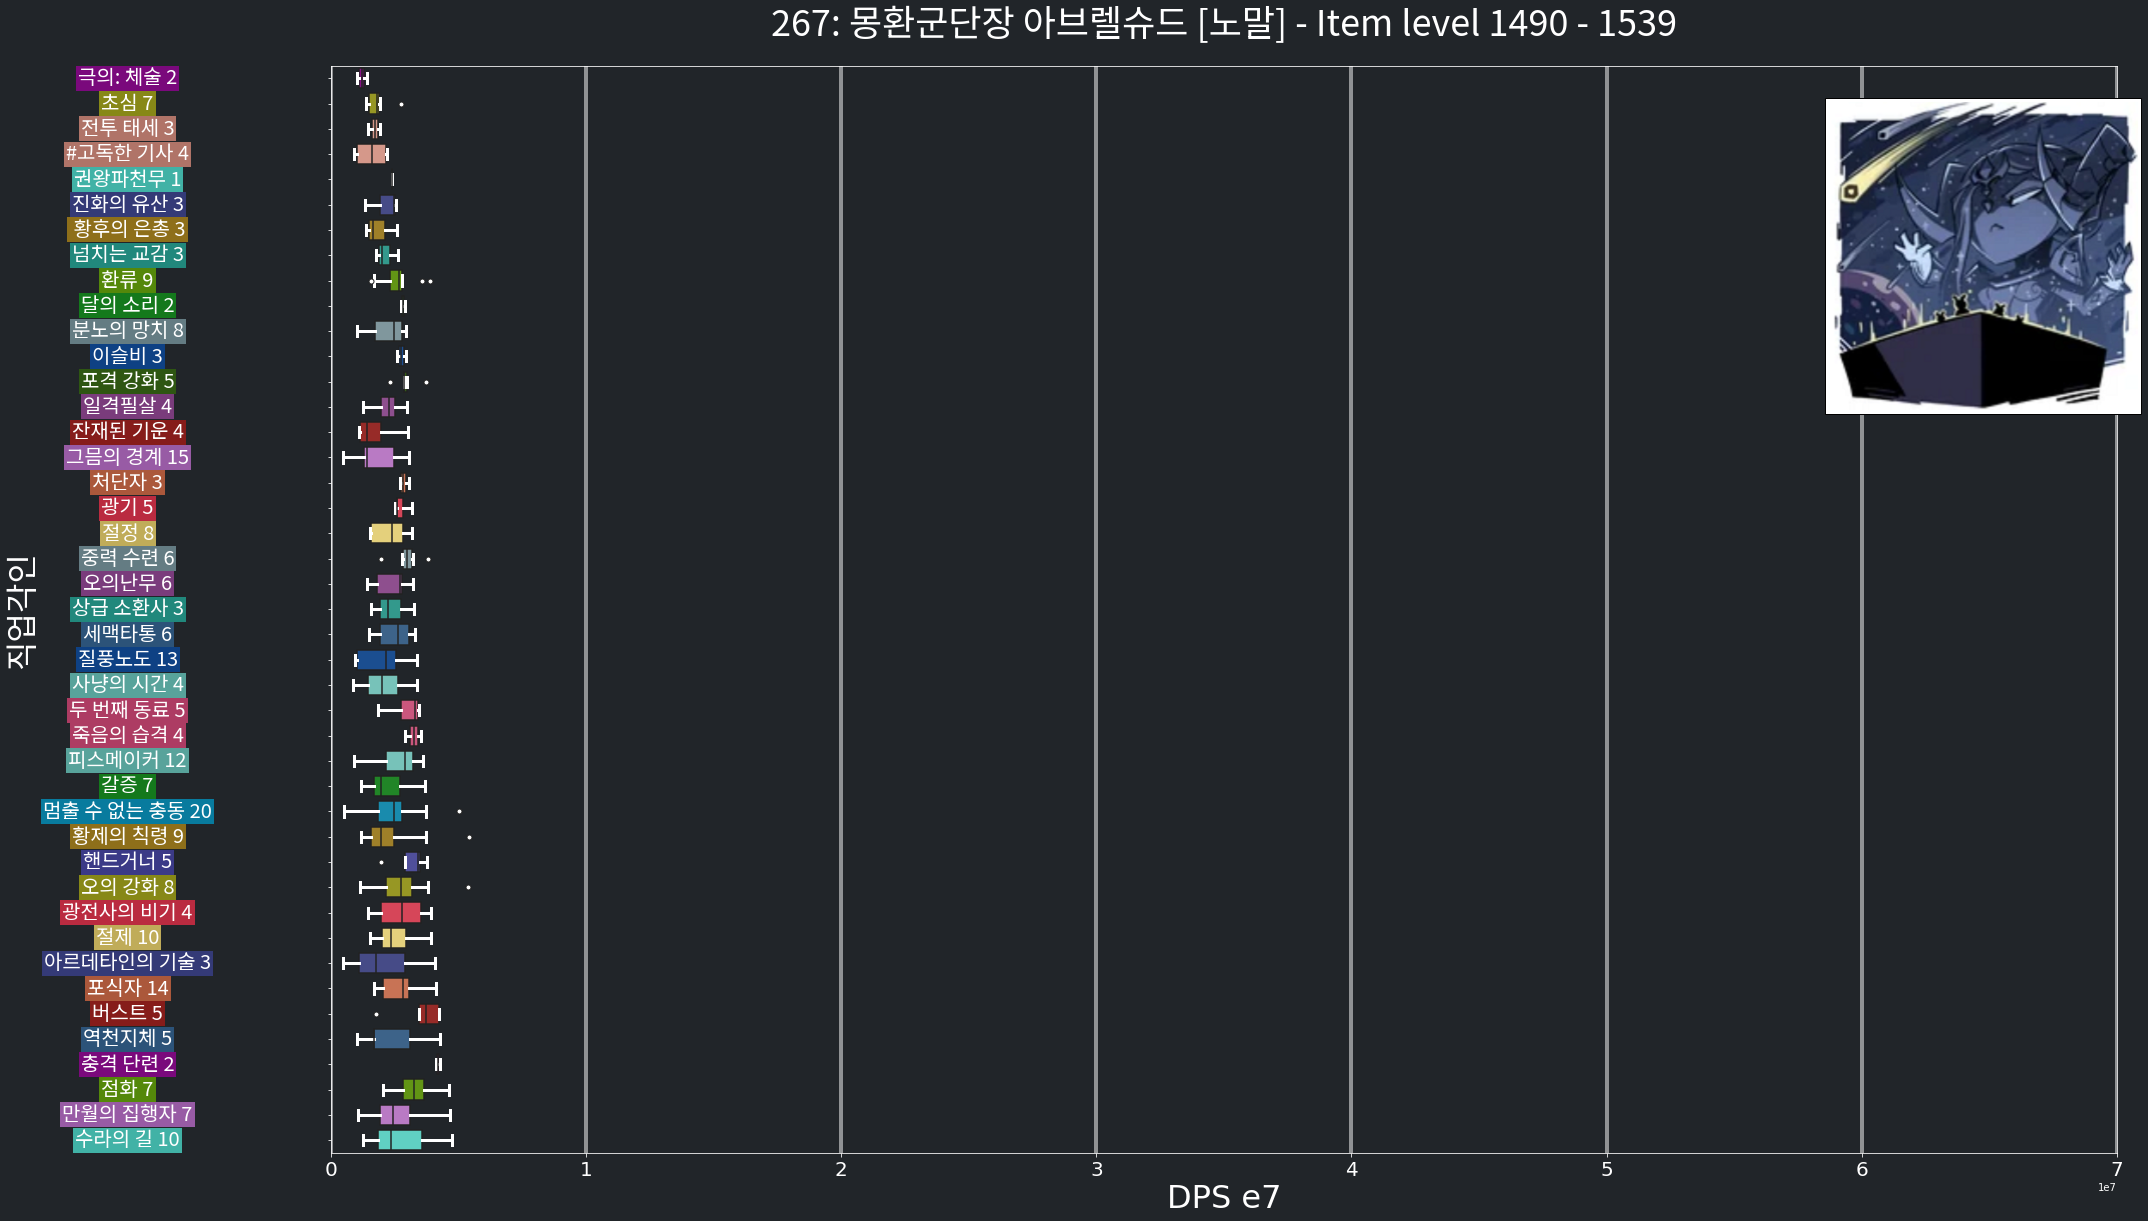 267: 몽환군단장 아브렐슈드 [노말] - Item level 1490 - 1539
직업각인
극의: 체술 2
초심 7
전투 태세 3
#고독한 기사 4
권왕파천무 1
진화의 유산 3
황후의 은총 3
넘치는 교감 3
환류 9
달의 소리 2
분노의 망치 8
이슬비 3
포격 강화 5
일격필살 4
잔재된 기운 4
그믐의 경계 15
처단자 3
광기 5
절정 8
중력 수련 6
오의난무 6
상급 소환사 3
세맥타통 6
질풍노도 13
사냥의 시간 4
두 번째 동료 5
죽음의 습격 4
피스메이커 12
갈증 7
멈출 수 없는 충동 20
황제의 칙령 9
핸드거너 5
오의 강화 8
광전사의 비기 4
절제 10
아르데타인의 기술 3
포식자 14
버스트 5
역천지체 5
충격 단련 2
점화 7
만월의 집행자 7
수라의 길 10
0 1 2 3 4 5 6 7
1e7
DPS e7